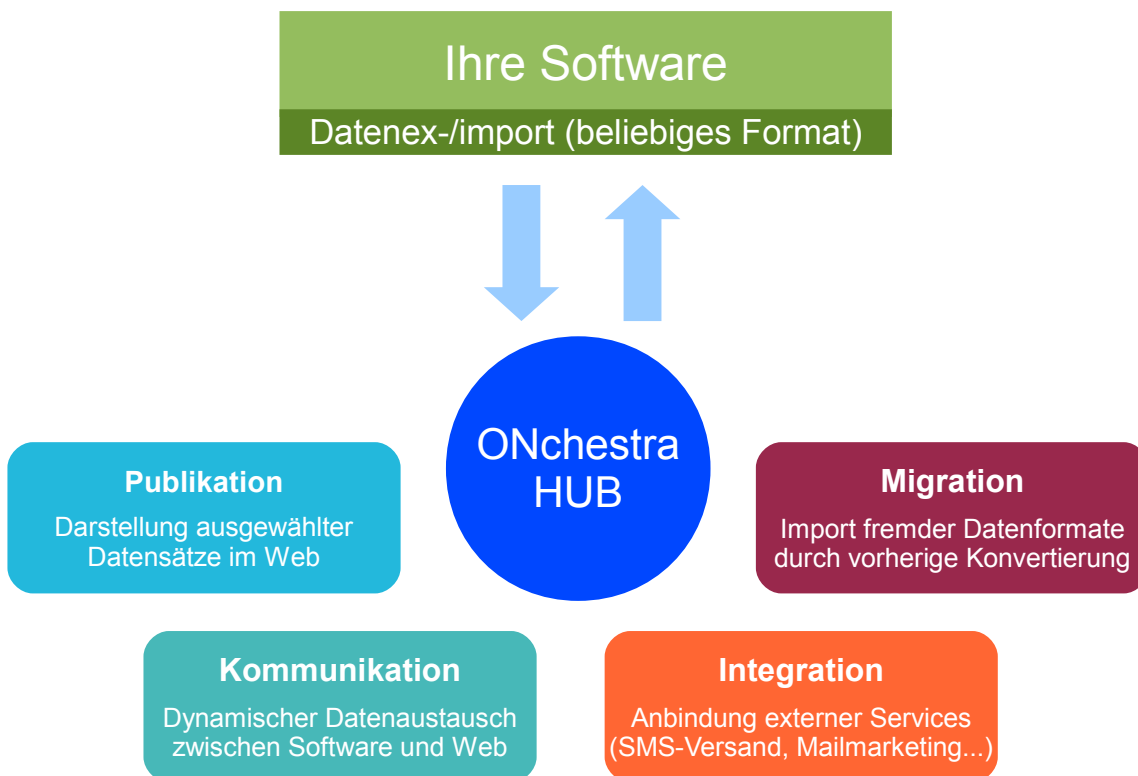 Ihre Software
Datenex-/import (beliebiges Format)
ONchestra
HUB
Publikation
Darstellung ausgewählter
Datensätze im Web
Migration
Import fremder Datenformate
durch vorherige Konvertierung
Kommunikation
Dynamischer Datenaustausch
zwischen Software und Web
Integration
Anbindung externer Services
(SMS-Versand, Mailmarketing...)